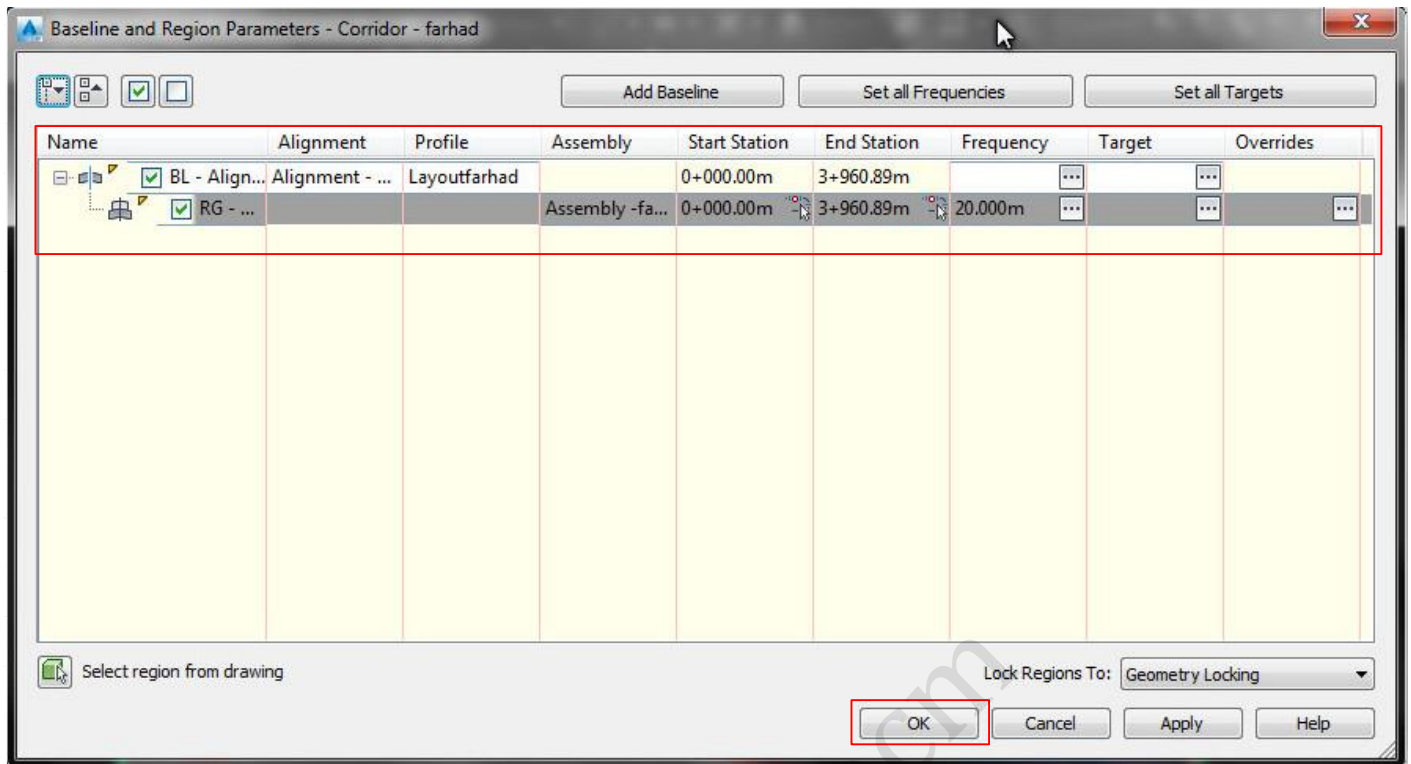 Baseline and Region Parameters - Corridor - farhad
Add Baseline Set all Frequencies Set all Targets
Name Alignment Profile Assembly Start Station End Station Frequency Target Overrides
BL - Align... Alignment - ... Layoutfarhad 0+000.00m 3+960.89m
RG - ... Assembly -fa... 0+000.00m 3+960.89m 20.000m
Select region from drawing Lock Regions To: Geometry Locking
OK Cancel Apply Help